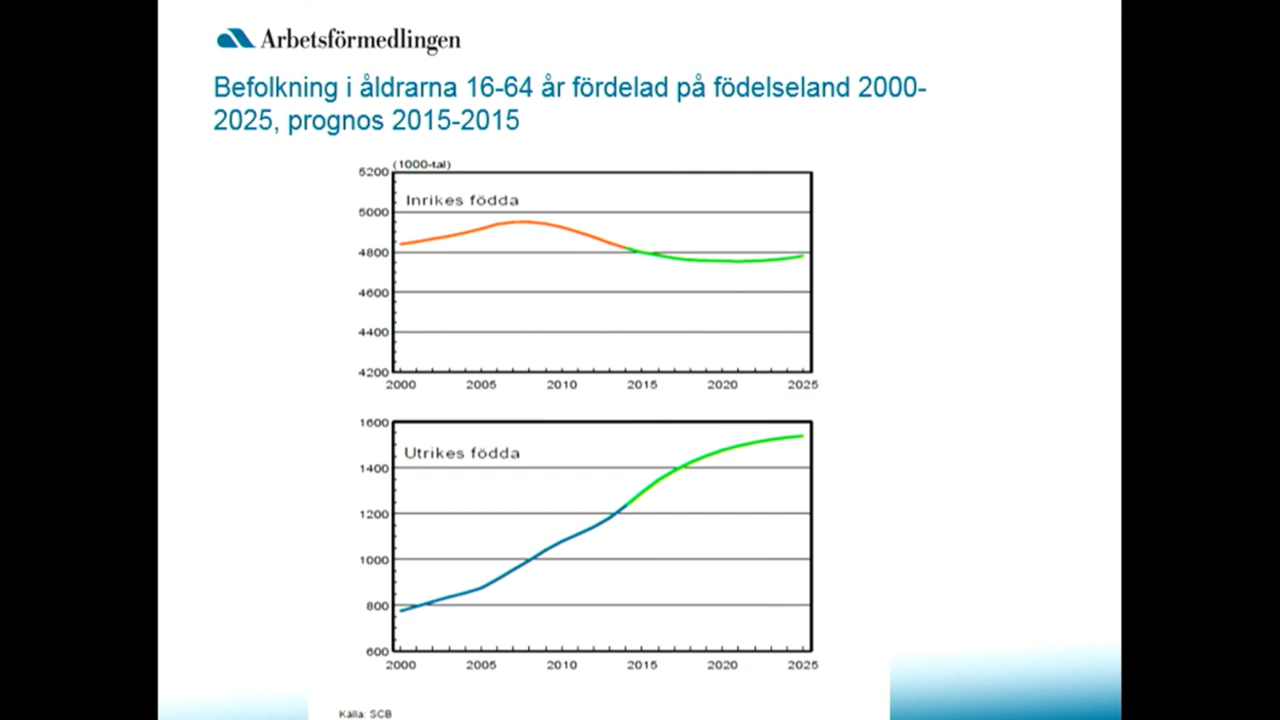 Arbetsförmedlingen
Befolkning i åldrarna 16-64 år fördelad på födelseland 2000-
2025, prognos 2015-2015
(1000-tal)
5200
Inrikes födda
5000
4800
4600
4400
4200
2000 2005 2010 2015 2020 2025
1600
Utrikes födda
1400
1200
1000
800
600
2000 2005 2010 2015 2020 2025
Källa: SCB